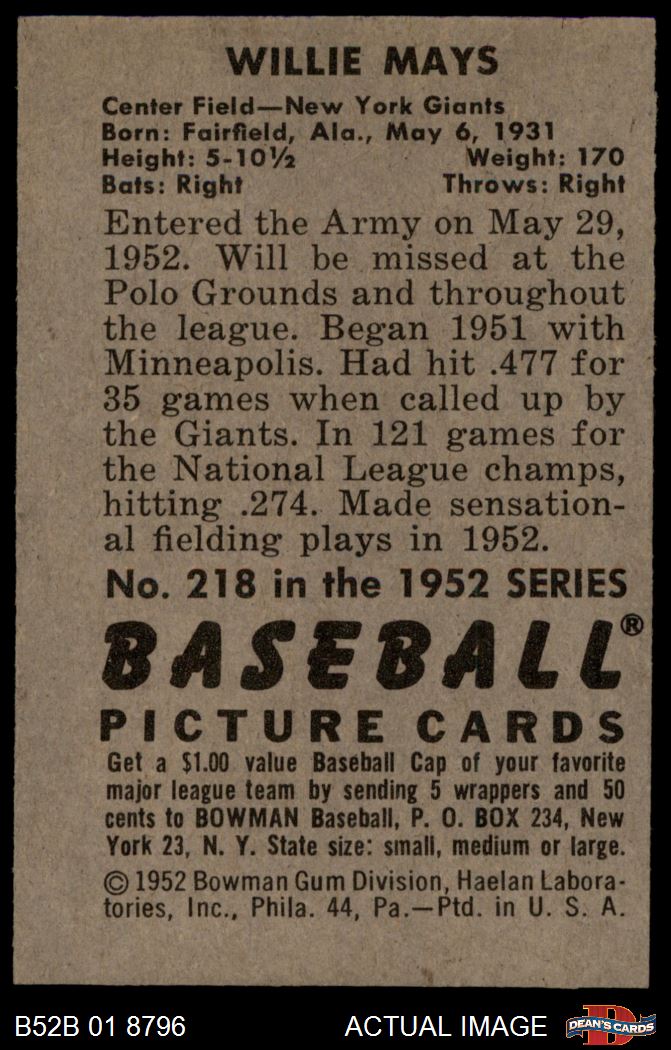 WILLIE MAYS
Center Field—New York Giants
Born: Fairfield, Ala., May 6, 1931
Height: 5-10½ Weight: 170
Bats: Right Throws: Right
Entered the Army on May 29,
1952. Will be missed at the
Polo Grounds and throughout
the league. Began 1951 with
Minneapolis. Had hit .477 for
35 games when called up by
the Giants. In 121 games for
the National League champs,
hitting .274. Made sensation-
al fielding plays in 1952.
No. 218 in the 1952 SERIES
BASEBALL®
PICTURE CARDS
Get a $1.00 value Baseball Cap of your favorite
major league team by sending 5 wrappers and 50
cents to BOWMAN Baseball, P. O. BOX 234, New
York 23, N. Y. State size: small, medium or large.
© 1952 Bowman Gum Division, Haelan Labora-
tories, Inc., Phila. 44, Pa.—Ptd. in U. S. A.
B52B 01 8796 ACTUAL IMAGE D DEAN'S CARDS